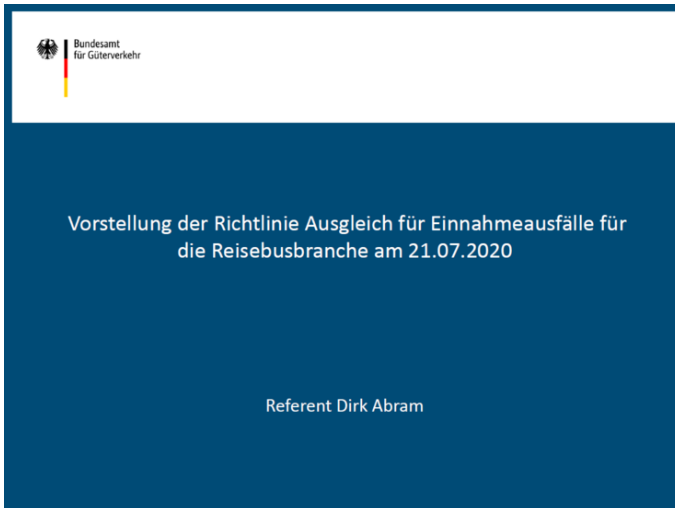 Bundesamt
für Güterverkehr
Vorstellung der Richtlinie Ausgleich für Einnahmeausfälle für
die Reisebusbranche am 21.07.2020
Referent Dirk Abram